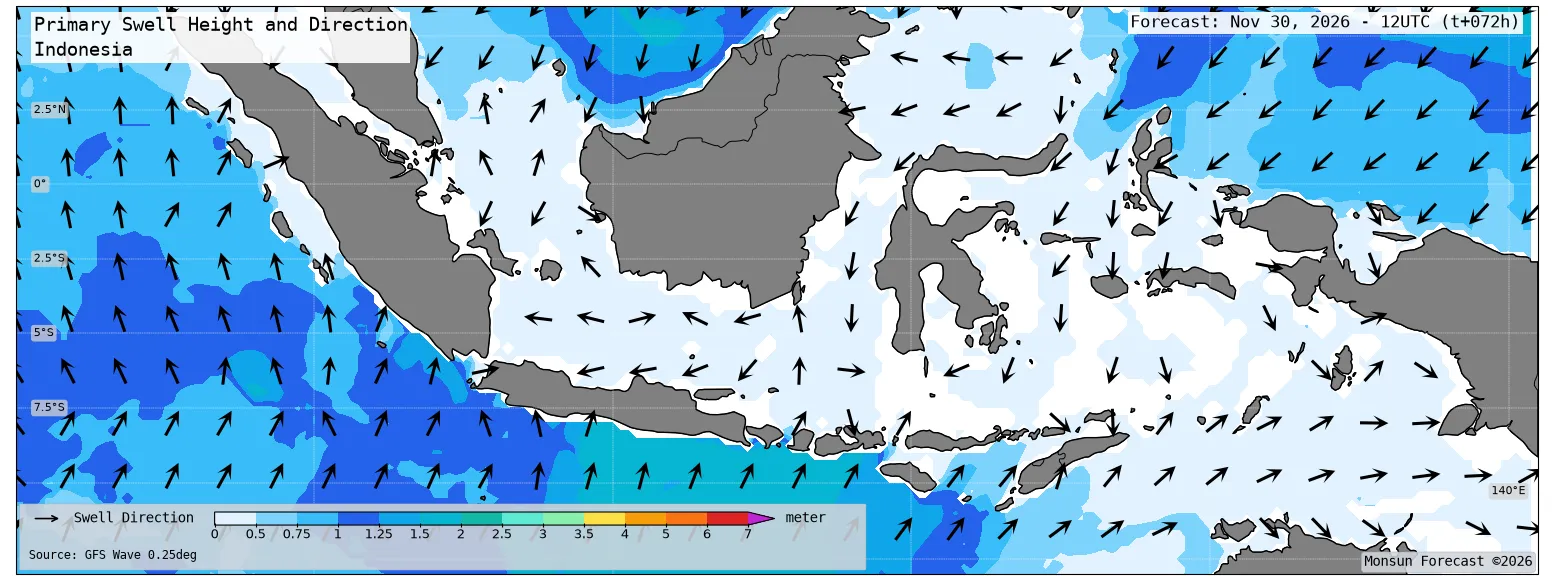 Primary Swell Height and Direction
Indonesia
Forecast: Nov 30, 2026 - 12UTC (t+072h)
2.5°N
0°
2.5°S
5°S
7.5°S
140°E
Swell Direction
0 0.5 0.75 1 1.25 1.5 2 2.5 3 3.5 4 5 6 7
meter
Source: GFS Wave 0.25deg
Monsun Forecast ©2026